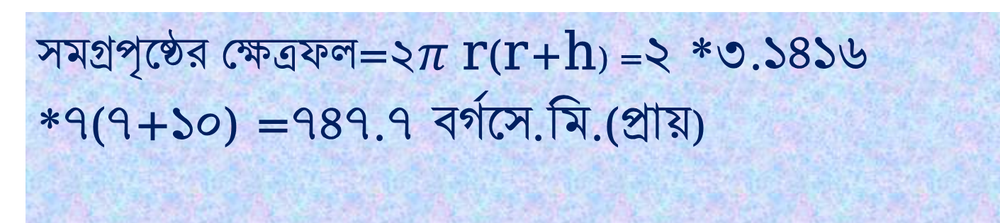 সমগ্রপৃষ্ঠের ক্ষেত্রফল=২𝜋 r(r+h) =২ *৩.১৪১৬
*৭(৭+১০) =৭৪৭.৭ বর্গসে.মি.(প্রায়)